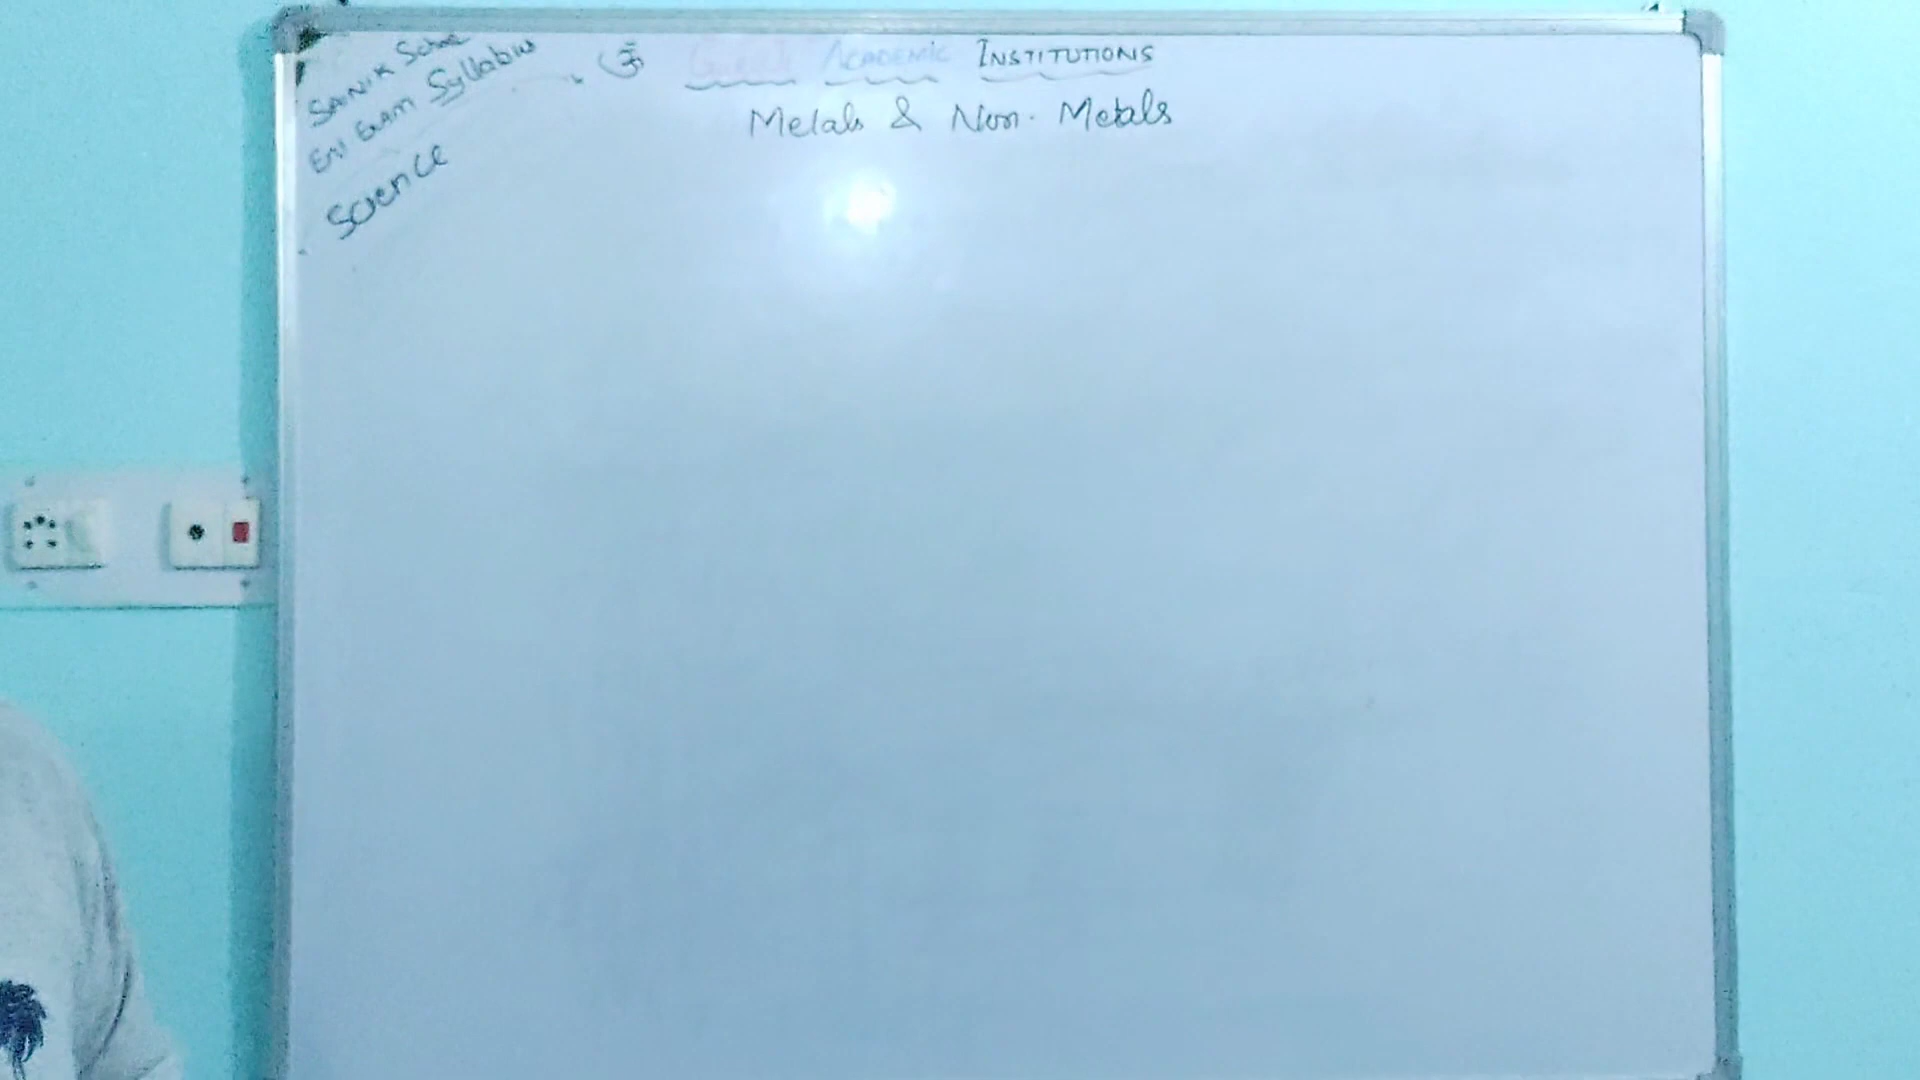 SAINIK School
Ent Exam Syllabus
Science
ॐ
ACADEMIC INSTITUTIONS
Metals & Non-Metals